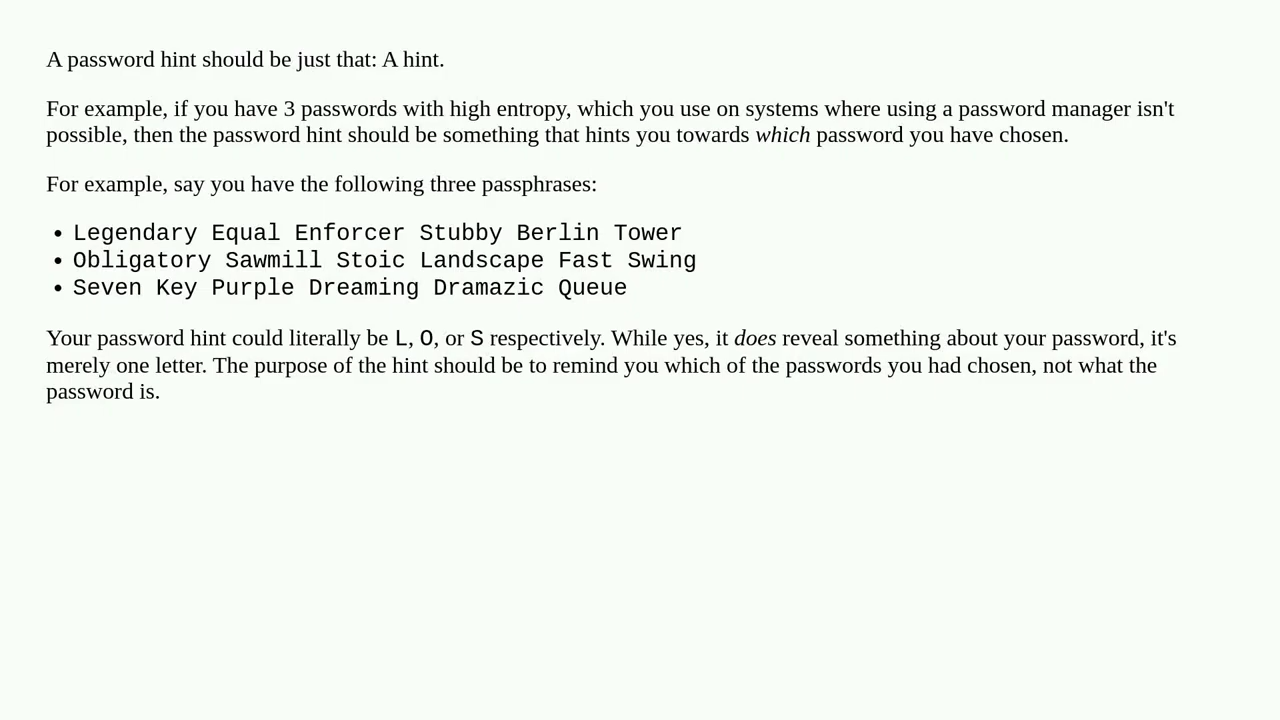 A password hint should be just that: A hint.
For example, if you have 3 passwords with high entropy, which you use on systems where using a password manager isn't
possible, then the password hint should be something that hints you towards which password you have chosen.
For example, say you have the following three passphrases:
• Legendary Equal Enforcer Stubby Berlin Tower
• Obligatory Sawmill Stoic Landscape Fast Swing
• Seven Key Purple Dreaming Dramazic Queue
Your password hint could literally be L, O, or S respectively. While yes, it does reveal something about your password, it's
merely one letter. The purpose of the hint should be to remind you which of the passwords you had chosen, not what the
password is.